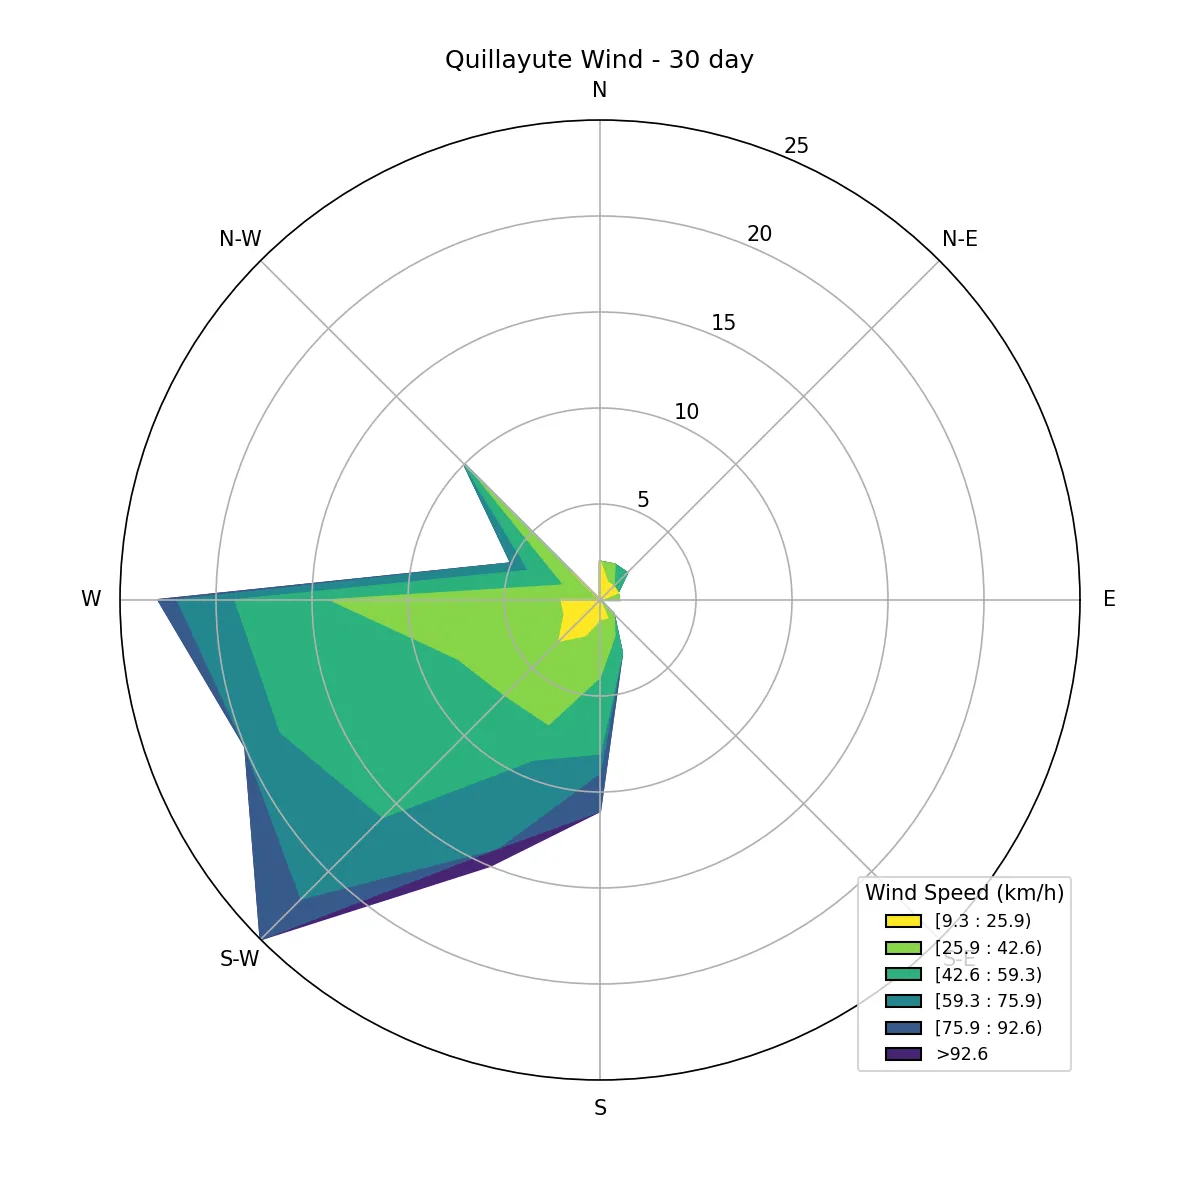 Quillayute Wind - 30 day
N
25
N-W
N-E
20
15
10
5
W
E
Wind Speed (km/h)
[9.3 : 25.9)
[25.9 : 42.6)
S-W
S-E
[42.6 : 59.3)
[59.3 : 75.9)
[75.9 : 92.6)
>92.6
S